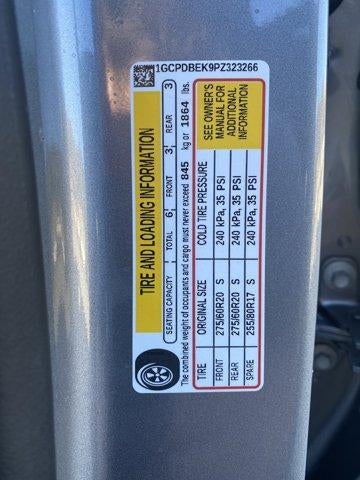 1GCPDBEK9PZ323266
TIRE AND LOADING INFORMATION
SEATING CAPACITY TOTAL 6 FRONT 3 REAR 3
The combined weight of occupants and cargo must never exceed 845 kg or 1864 lbs.
TIRE ORIGINAL SIZE COLD TIRE PRESSURE
FRONT 275/60R20 S 240 kPa, 35 PSI
REAR 275/60R20 S 240 kPa, 35 PSI
SPARE 255/80R17 S 240 kPa, 35 PSI
SEE OWNER'S
MANUAL FOR
ADDITIONAL
INFORMATION